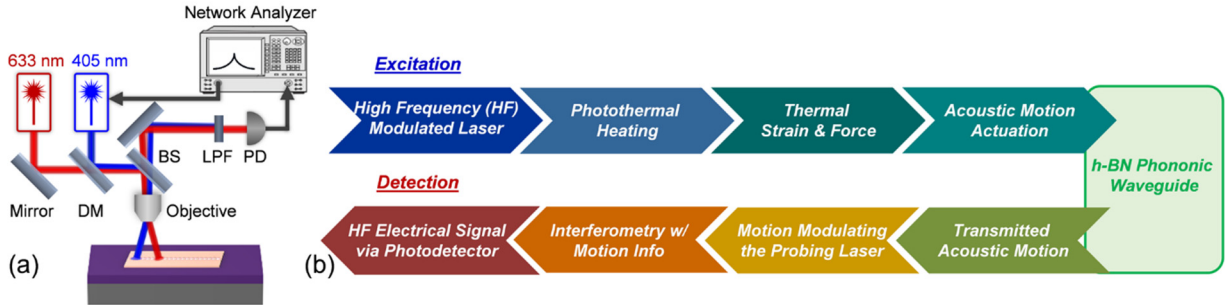 Network Analyzer
633 nm
405 nm
BS
LPF
PD
Mirror
DM
Objective
(a)
(b)
Excitation
High Frequency (HF)
Modulated Laser
Photothermal
Heating
Thermal
Strain & Force
Acoustic Motion
Actuation
h-BN Phononic
Waveguide
Detection
HF Electrical Signal
via Photodetector
Interferometry w/
Motion Info
Motion Modulating
the Probing Laser
Transmitted
Acoustic Motion